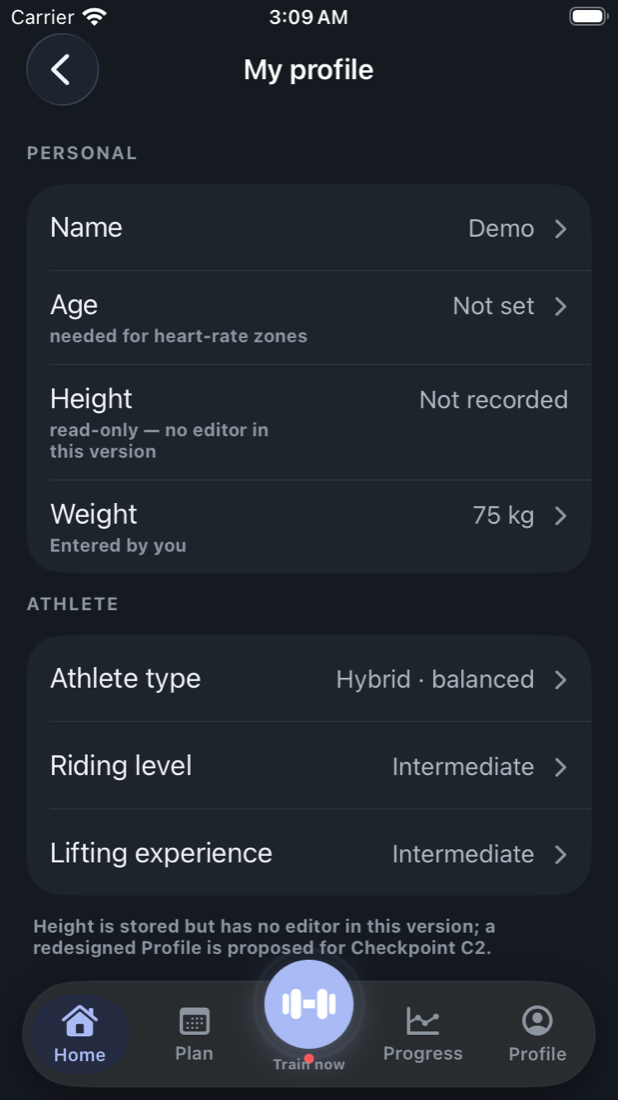 Carrier 3:09 AM
My profile
PERSONAL
Name Demo
Age Not set
needed for heart-rate zones
Height Not recorded
read-only — no editor in
this version
Weight 75 kg
Entered by you
ATHLETE
Athlete type Hybrid · balanced
Riding level Intermediate
Lifting experience Intermediate
Height is stored but has no editor in this version; a
redesigned Profile is proposed for Checkpoint C2.
Home Plan Train now Progress Profile